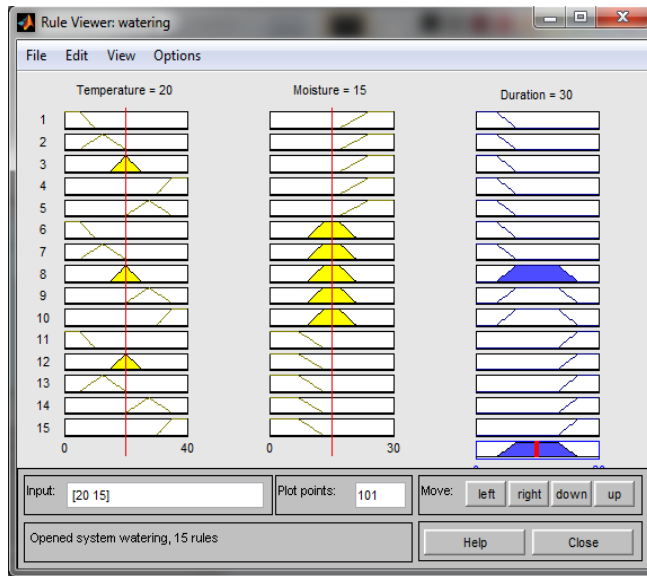 Rule Viewer: watering
File Edit View Options
Temperature = 20 Moisture = 15 Duration = 30
1
2
3
4
5
6
7
8
9
10
11
12
13
14
15
0 40 0 30
Input: [20 15] Plot points: 101 Move: left right down up
Opened system watering, 15 rules Help Close